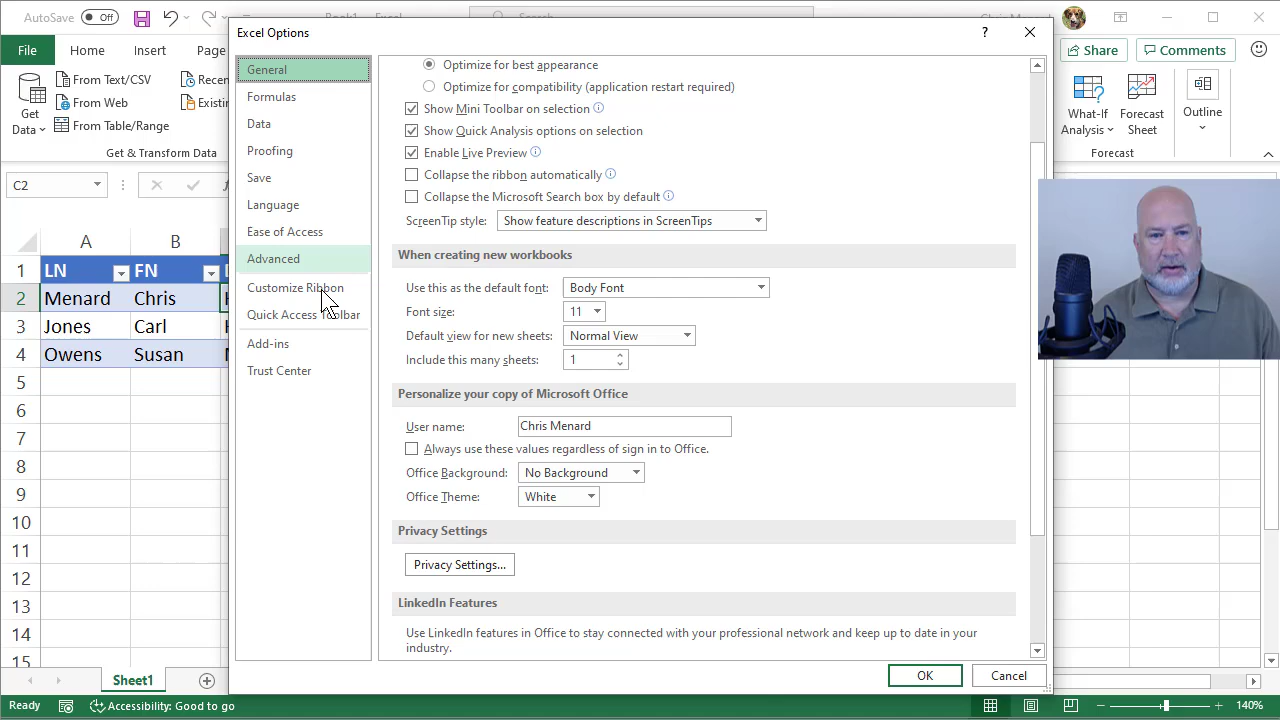 AutoSave Off
Book1 - Excel
Search
Excel Options
File
Home
Insert
Page
Share
Comments
Get
Data
From Text/CSV
From Web
From Table/Range
Recen
Existin
Get & Transform Data
What-If
Analysis
Forecast
Sheet
Outline
Forecast
C2
General
Formulas
Data
Proofing
Save
Language
Ease of Access
Advanced
Customize Ribbon
Quick Access Toolbar
Add-ins
Trust Center
Optimize for best appearance
Optimize for compatibility (application restart required)
Show Mini Toolbar on selection
Show Quick Analysis options on selection
Enable Live Preview
Collapse the ribbon automatically
Collapse the Microsoft Search box by default
ScreenTip style: Show feature descriptions in ScreenTips
When creating new workbooks
Use this as the default font: Body Font
Font size: 11
Default view for new sheets: Normal View
Include this many sheets: 1
Personalize your copy of Microsoft Office
User name: Chris Menard
Always use these values regardless of sign in to Office.
Office Background: No Background
Office Theme: White
Privacy Settings
Privacy Settings...
LinkedIn Features
Use LinkedIn features in Office to stay connected with your professional network and keep up to date in your
industry.
OK
Cancel
A B
1 LN FN
2 Menard Chris
3 Jones Carl
4 Owens Susan
5
6
7
8
9
10
11
12
13
14
15
Sheet1
Ready
Accessibility: Good to go
140%